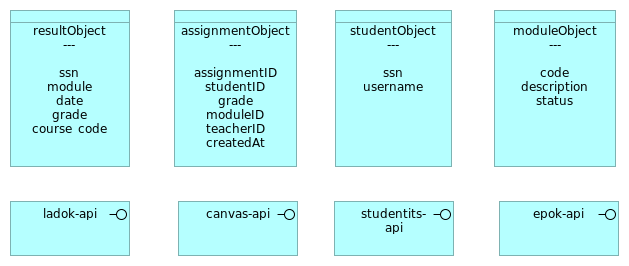 resultObject
---
ssn
module
date
grade
course code
assignmentObject
---
assignmentID
studentID
grade
moduleID
teacherID
createdAt
studentObject
---
ssn
username
moduleObject
---
code
description
status
ladok-api
canvas-api
studentits-
api
epok-api